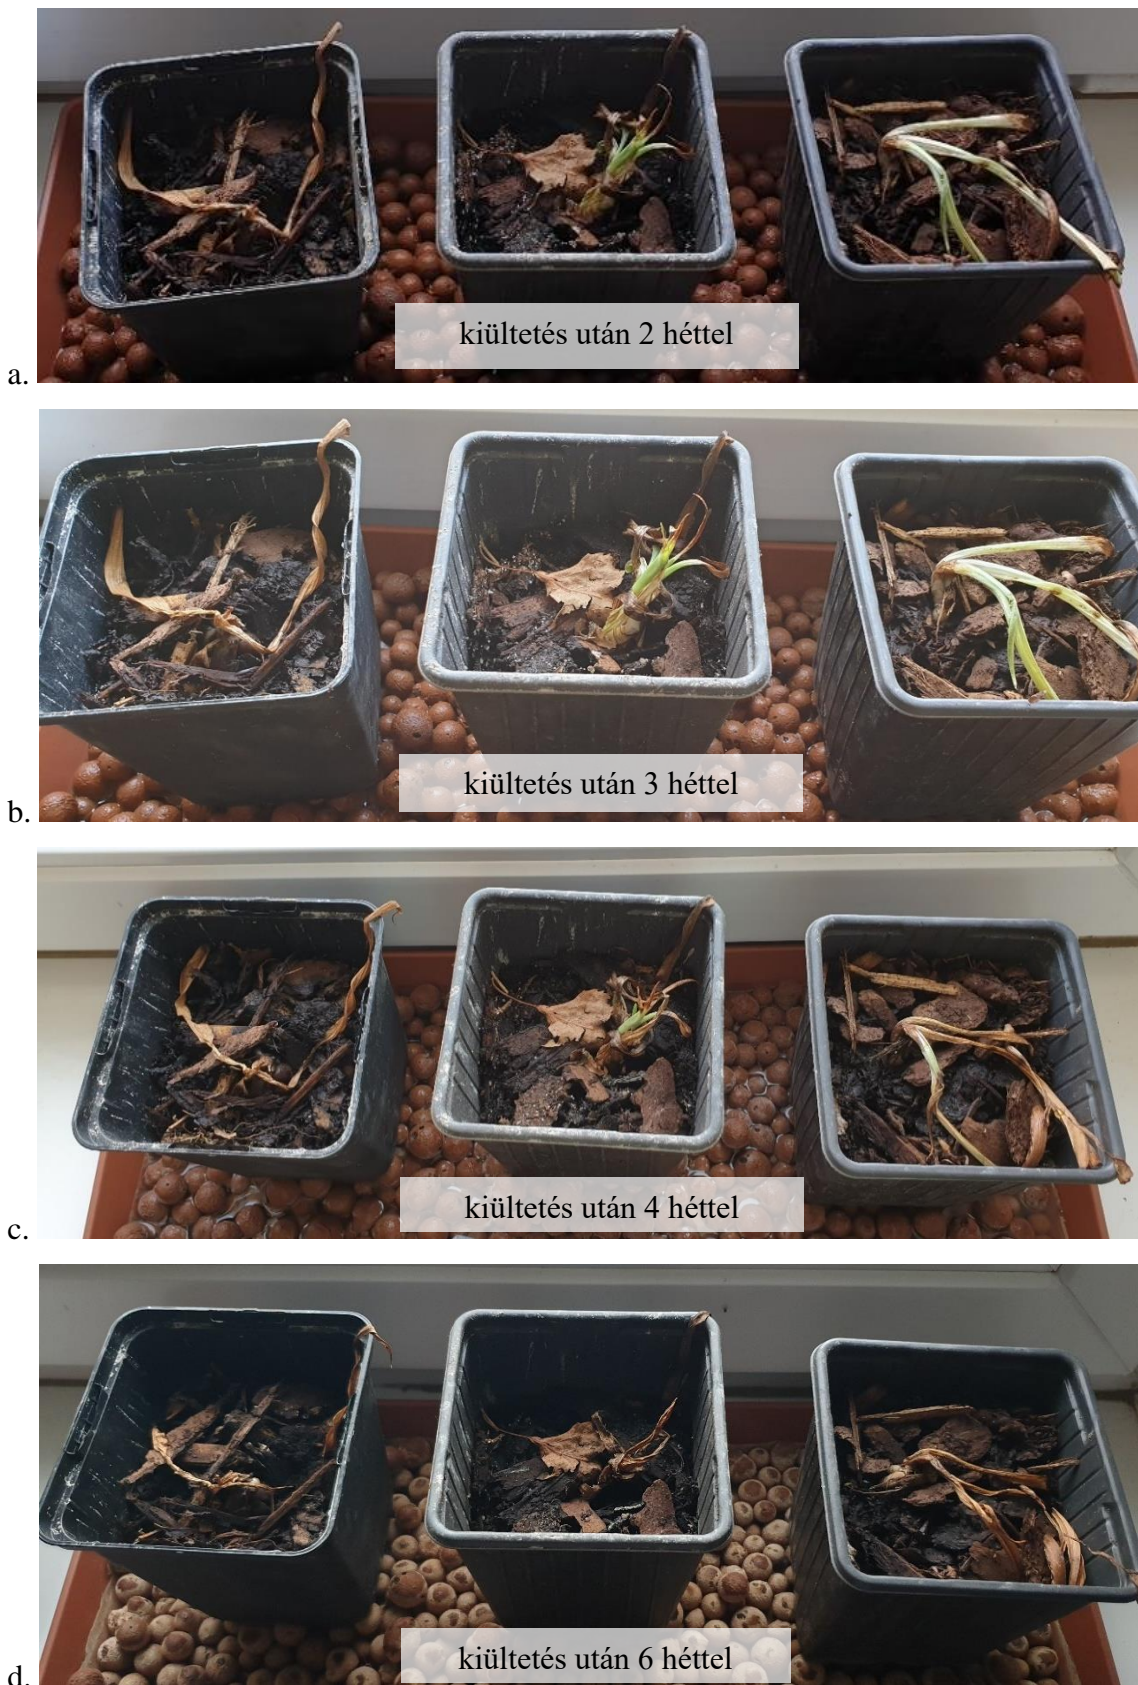 kiültetés után 2 héttel
a.
kiültetés után 3 héttel
b.
kiültetés után 4 héttel
c.
kiültetés után 6 héttel
d.